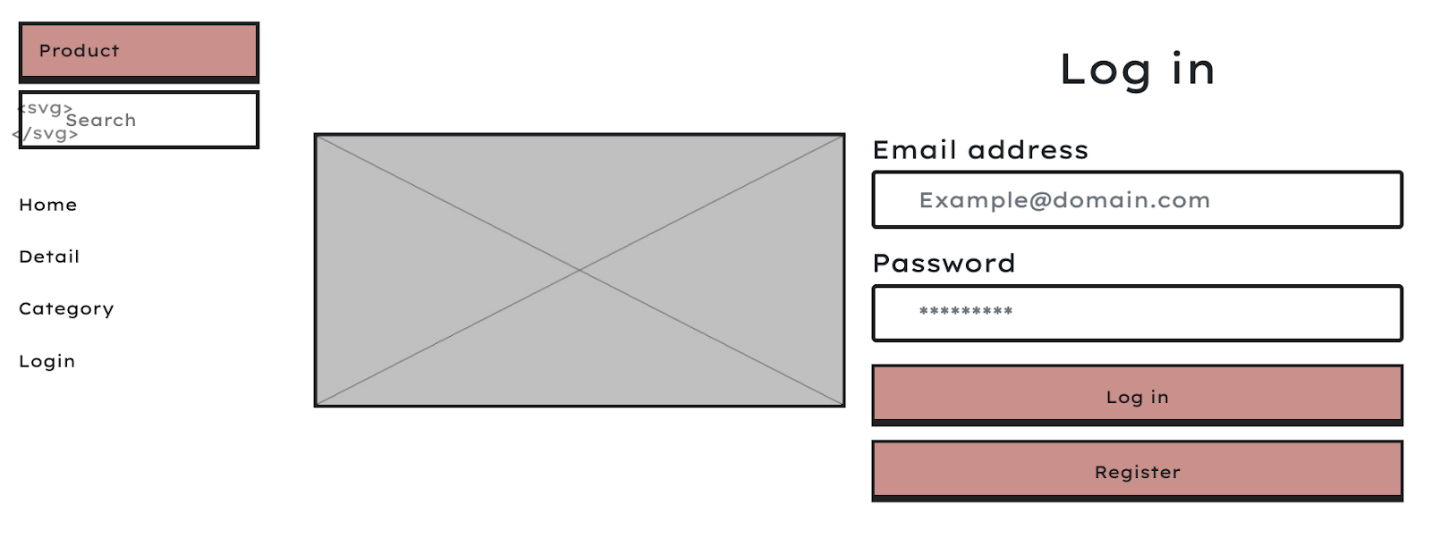 Product
<svg>
Search
</svg>
Home
Detail
Category
Login
Log in
Email address
Example@domain.com
Password
*********
Log in
Register